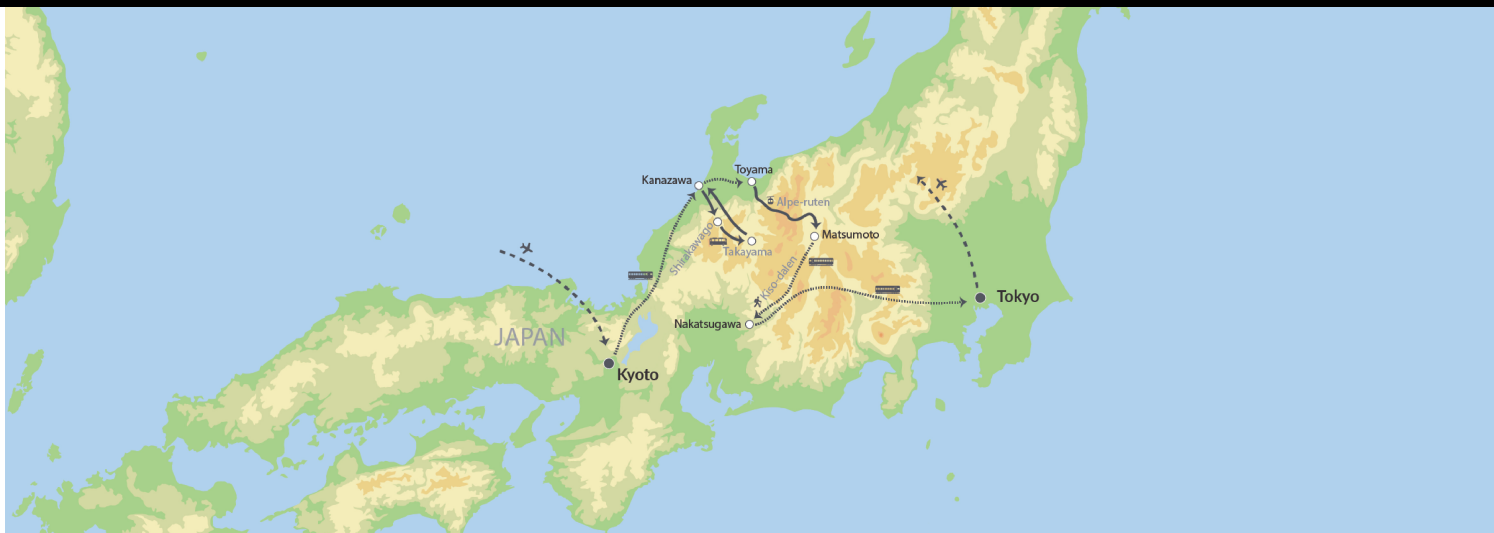 Toyama
Kanazawa
Alpe-ruten
Shirakawago
Matsumoto
Takayama
Kiso-dalen
Tokyo
Nakatsugawa
JAPAN
Kyoto